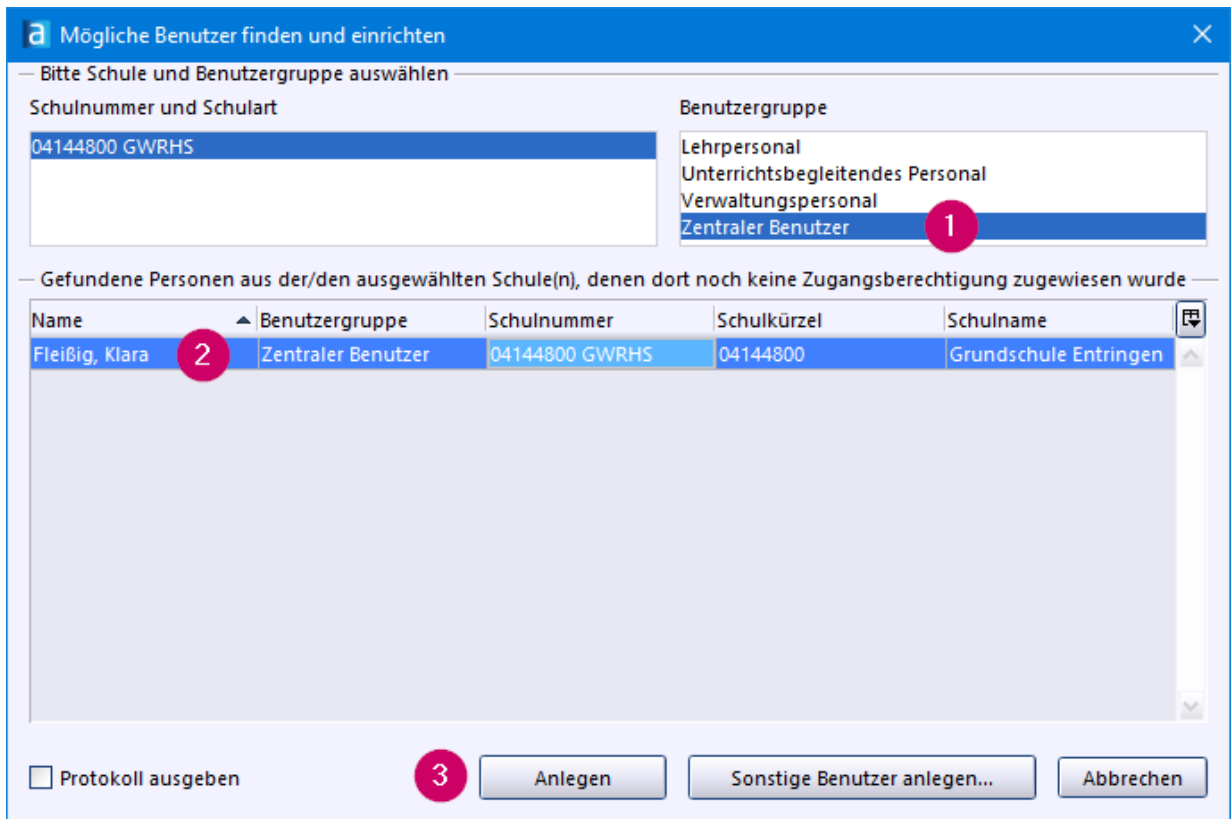 a Mögliche Benutzer finden und einrichten
Bitte Schule und Benutzergruppe auswählen
Schulnummer und Schulart
04144800 GWRHS
Benutzergruppe
Lehrpersonal
Unterrichtsbegleitendes Personal
Verwaltungspersonal
Zentraler Benutzer 1
Gefundene Personen aus der/den ausgewählten Schule(n), denen dort noch keine Zugangsberechtigung zugewiesen wurde
Name Benutzergruppe Schulnummer Schulkürzel Schulname
Fleißig, Klara 2 Zentraler Benutzer 04144800 GWRHS 04144800 Grundschule Entringen
Protokoll ausgeben 3 Anlegen Sonstige Benutzer anlegen... Abbrechen